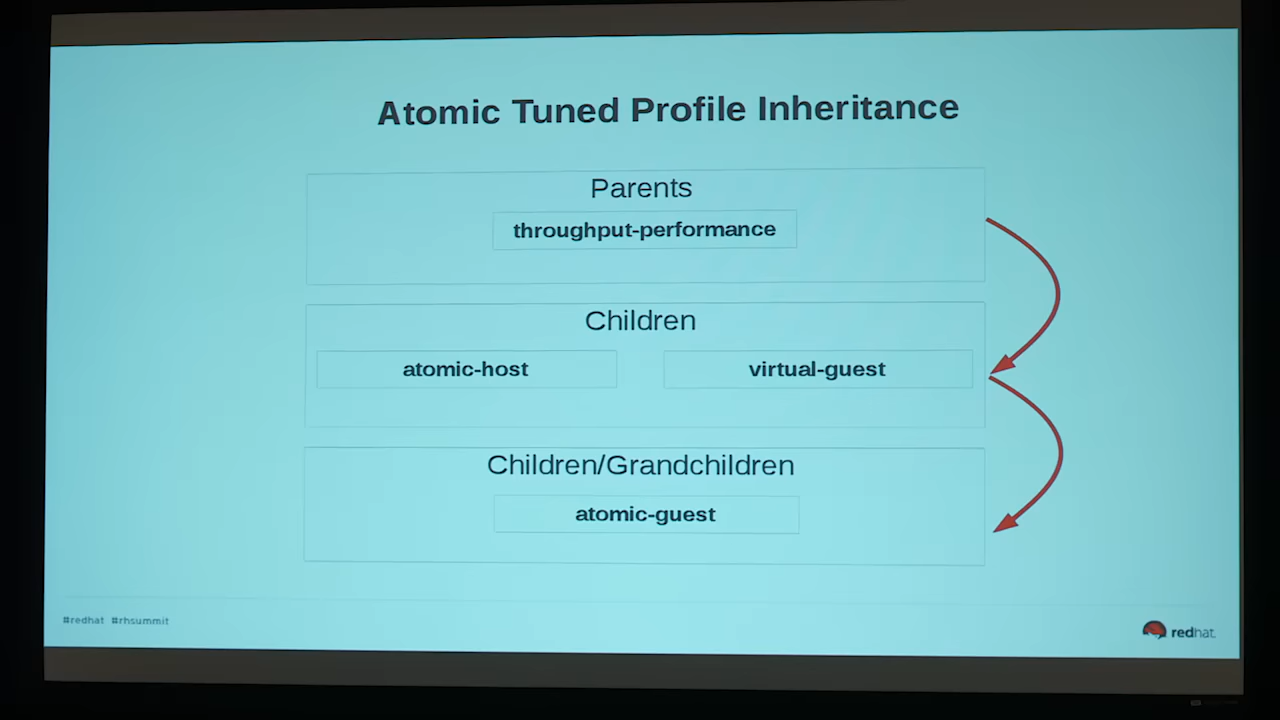 Atomic Tuned Profile Inheritance
Parents
throughput-performance
Children
atomic-host virtual-guest
Children/Grandchildren
atomic-guest
#redhat #rhsummit
redhat.